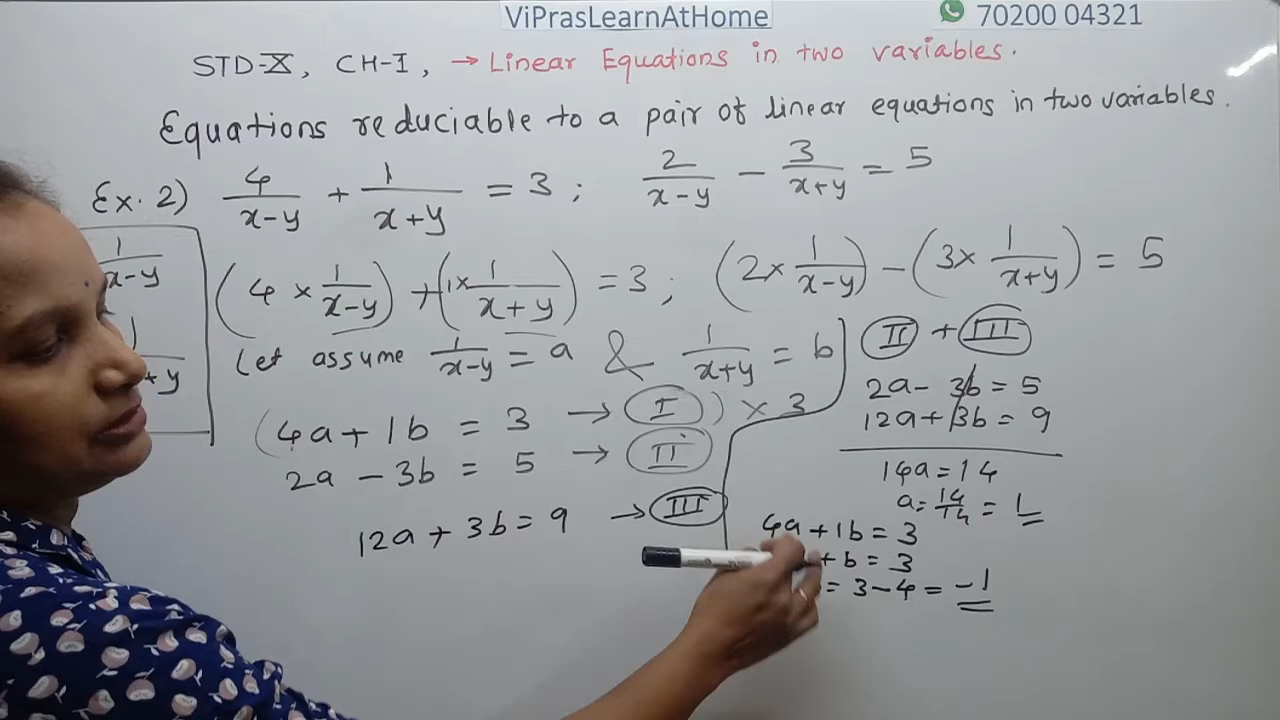 ViPrasLearnAtHome 70200 04321
STD-X, CH-I, → Linear Equations in two variables.
Equations reduciable to a pair of linear equations in two variables.
Ex. 2) 4/(x-y) + 1/(x+y) = 3 ; 2/(x-y) - 3/(x+y) = 5
1/(x-y)
(4 × 1/(x-y)) + (1× 1/(x+y)) = 3 ; (2× 1/(x-y)) - (3× 1/(x+y)) = 5
Let assume 1/(x-y) = a & 1/(x+y) = b
(4a + 1b = 3 → I) × 3
2a - 3b = 5 → II
12a + 3b = 9 → III
II + III
2a - 3b = 5
12a + 3b = 9
14a = 14
a = 14/14 = 1
4a + 1b = 3
+ b = 3
= 3 - 4 = -1